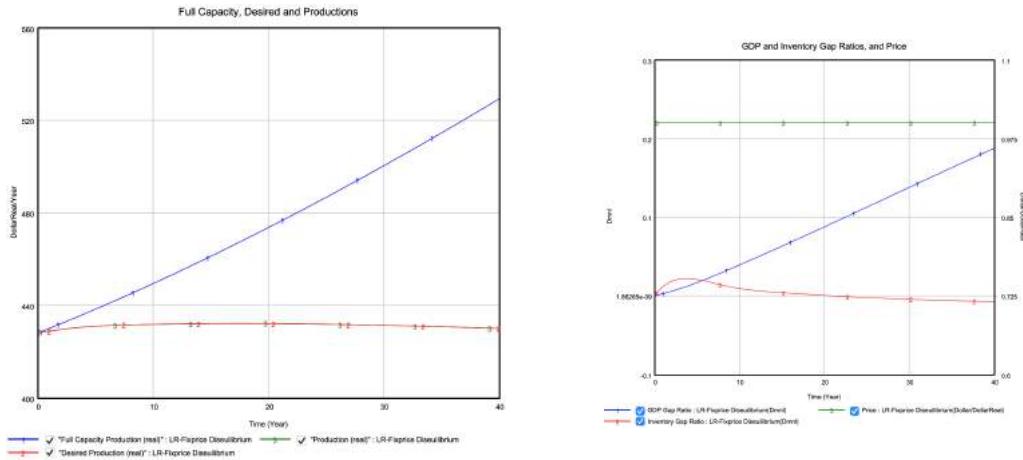 Full Capacity, Desired and Productions
560
520
480
440
400
Dollar/Real/Year
0 10 20 30 40
Time (Year)
"Full Capacity Production (real)" : LR-Fixprice Disequilibrium
"Production (real)" : LR-Fixprice Disequilibrium
"Desired Production (real)" : LR-Fixprice Disequilibrium
GDP and Inventory Gap Ratios, and Price
0.3
0.2
0.1
-0.1
Dmnl
1.1
0.975
0.85
0.725
0.6
0 10 20 30 40
Time (Year)
GDP Gap Ratio : LR-Fixprice Disequilibrium(Dmnl)
Price : LR-Fixprice Disequilibrium(Dollar/DollarReal)
Inventory Gap Ratio : LR-Fixprice Disequilibrium(Dmnl)